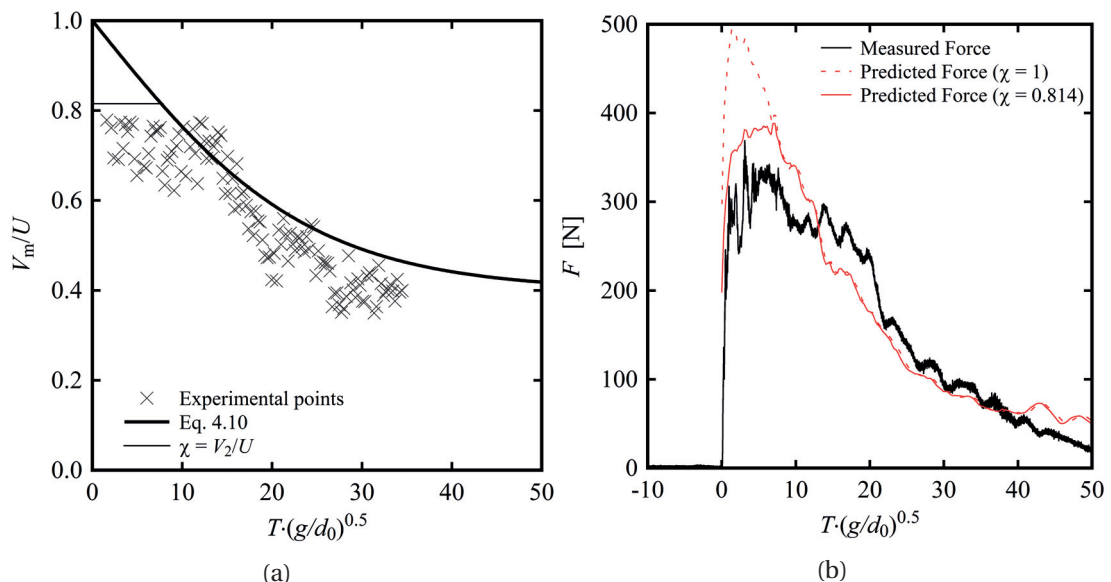 1.0
0.8
0.6
0.4
0.2
0.0
V_m/U
Experimental points
Eq. 4.10
χ = V_2/U
0 10 20 30 40 50
T·(g/d_0)^0.5
(a)
500
400
300
200
100
0
F [N]
Measured Force
Predicted Force (χ = 1)
Predicted Force (χ = 0.814)
-10 0 10 20 30 40 50
T·(g/d_0)^0.5
(b)